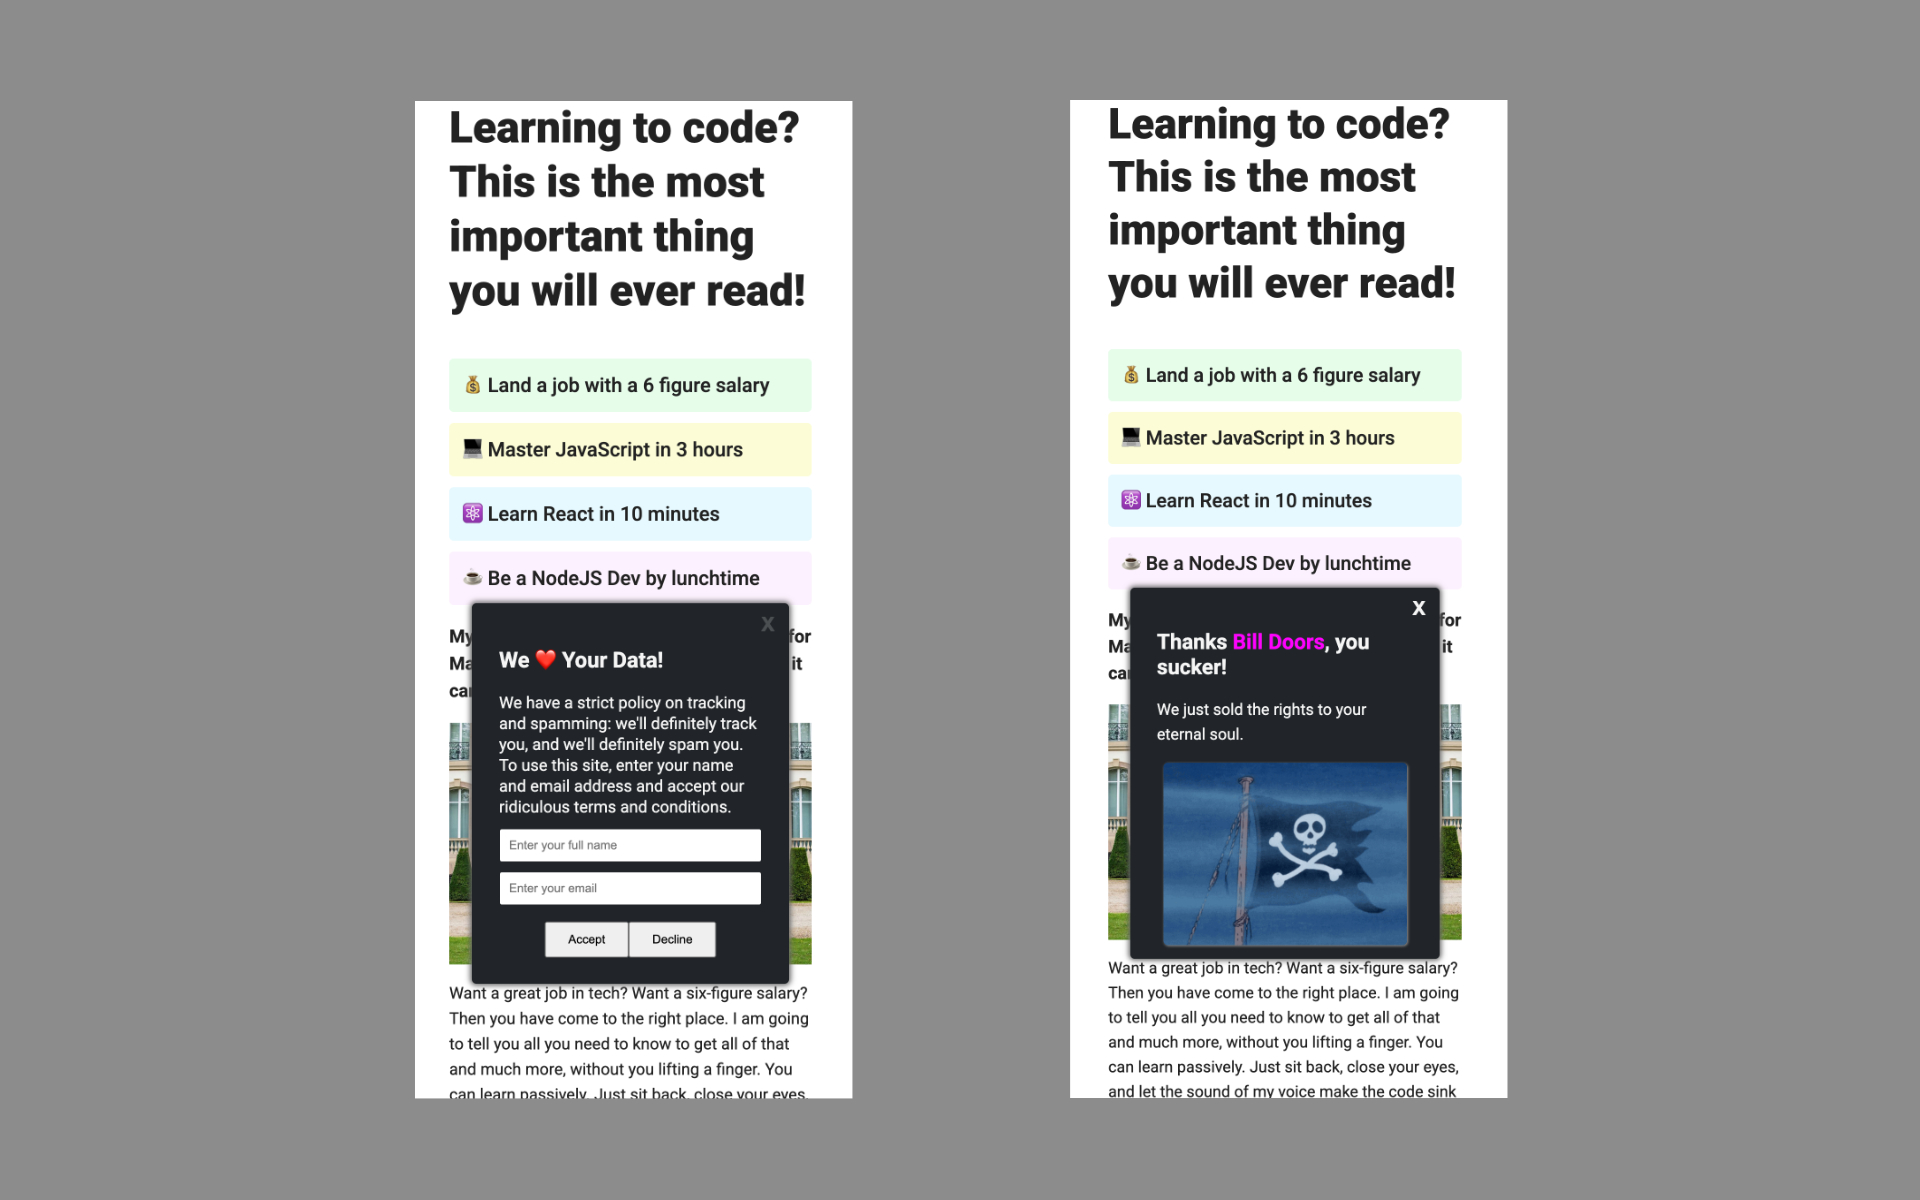 Learning to code?
This is the most
important thing
you will ever read!
💰 Land a job with a 6 figure salary
💻 Master JavaScript in 3 hours
⚛️ Learn React in 10 minutes
☕ Be a NodeJS Dev by lunchtime
My
for
Ma
it
car
X
We ❤️ Your Data!
We have a strict policy on tracking
and spamming: we'll definitely track
you, and we'll definitely spam you.
To use this site, enter your name
and email address and accept our
ridiculous terms and conditions.
Enter your full name
Enter your email
Accept Decline
Want a great job in tech? Want a six-figure salary?
Then you have come to the right place. I am going
to tell you all you need to know to get all of that
and much more, without you lifting a finger. You
can learn passively. Just sit back, close your eyes,
Learning to code?
This is the most
important thing
you will ever read!
💰 Land a job with a 6 figure salary
💻 Master JavaScript in 3 hours
⚛️ Learn React in 10 minutes
☕ Be a NodeJS Dev by lunchtime
My
for
Ma
it
car
X
Thanks Bill Doors, you
sucker!
We just sold the rights to your
eternal soul.
Want a great job in tech? Want a six-figure salary?
Then you have come to the right place. I am going
to tell you all you need to know to get all of that
and much more, without you lifting a finger. You
can learn passively. Just sit back, close your eyes,
and let the sound of my voice make the code sink